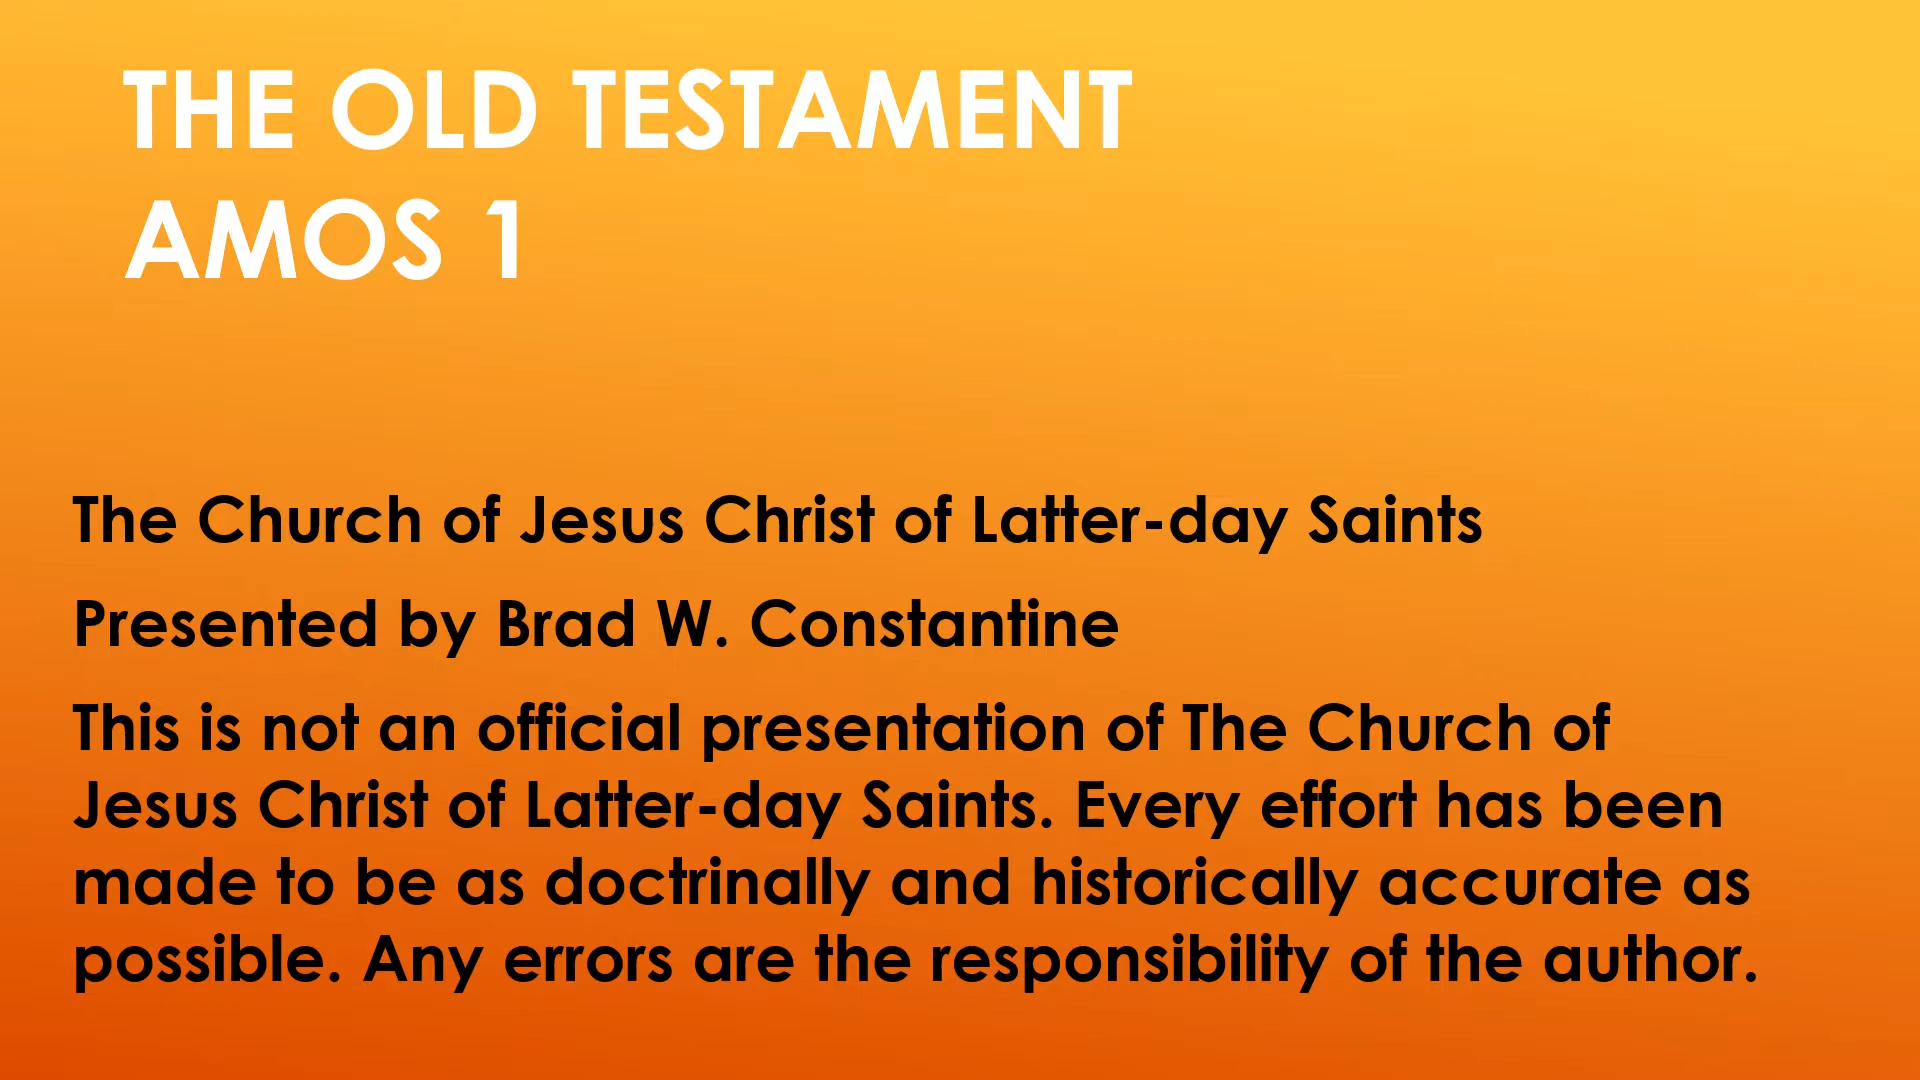 THE OLD TESTAMENT
AMOS 1
The Church of Jesus Christ of Latter-day Saints
Presented by Brad W. Constantine
This is not an official presentation of The Church of
Jesus Christ of Latter-day Saints. Every effort has been
made to be as doctrinally and historically accurate as
possible. Any errors are the responsibility of the author.